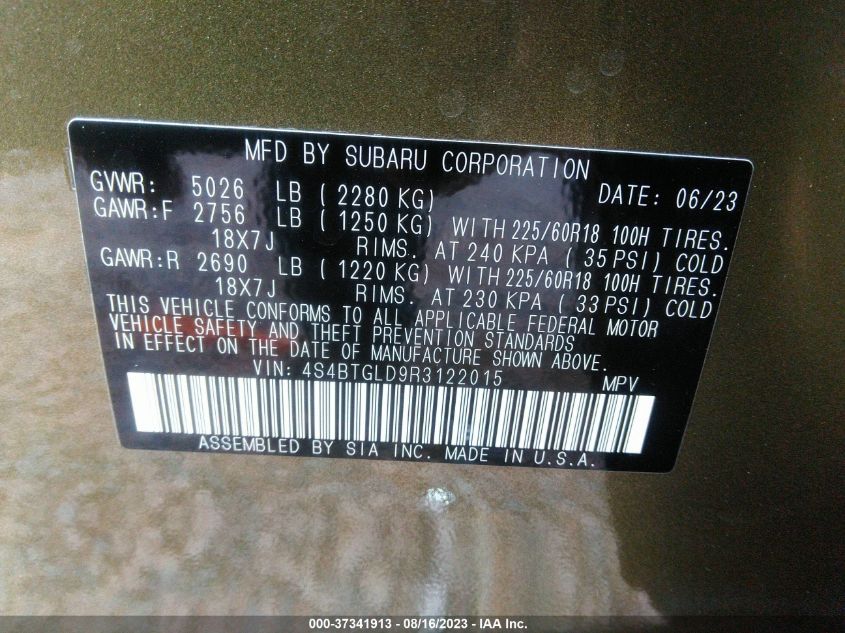 MFD BY SUBARU CORPORATION
GVWR: 5026 LB ( 2280 KG) DATE: 06/23
GAWR:F 2756 LB ( 1250 KG) WITH 225/60R18 100H TIRES.
18X7J RIMS. AT 240 KPA ( 35 PSI) COLD
GAWR:R 2690 LB ( 1220 KG) WITH 225/60R18 100H TIRES.
18X7J RIMS. AT 230 KPA ( 33 PSI) COLD
THIS VEHICLE CONFORMS TO ALL APPLICABLE FEDERAL MOTOR
VEHICLE SAFETY AND THEFT PREVENTION STANDARDS
IN EFFECT ON THE DATE OF MANUFACTURE SHOWN ABOVE.
VIN: 4S4BTGLD9R3122015 MPV
ASSEMBLED BY SIA INC. MADE IN U.S.A.
000-37341913 - 08/16/2023 - IAA Inc.